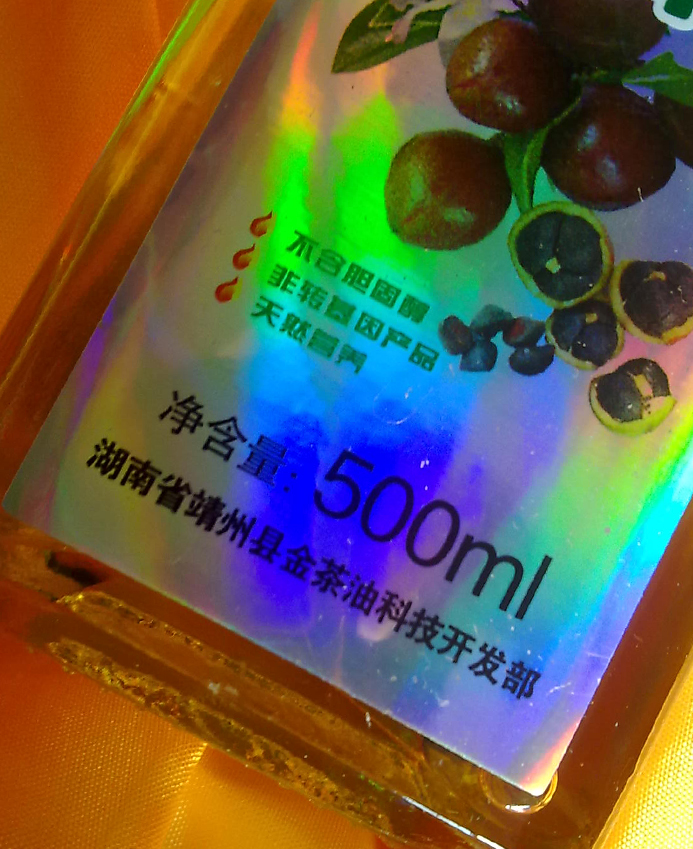 不含胆固醇
非转基因产品
天然营养
净含量: 500ml
湖南省靖州县金茶油科技开发部